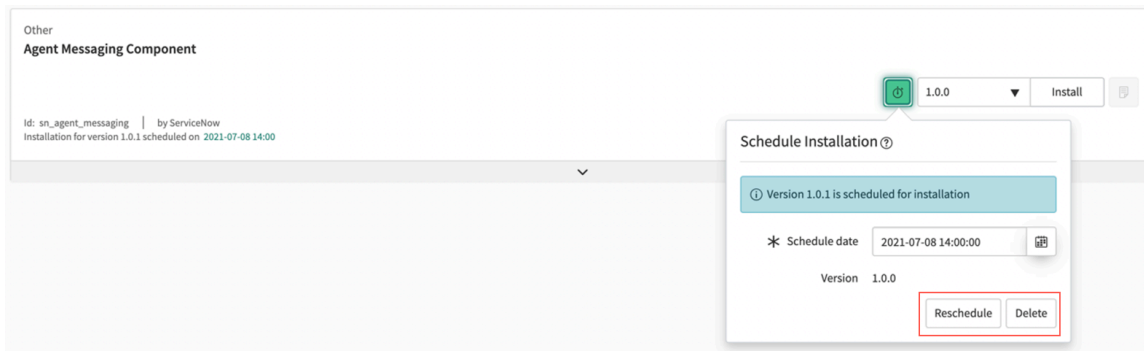 Other
Agent Messaging Component
1.0.0
Install
Id: sn_agent_messaging | by ServiceNow
Installation for version 1.0.1 scheduled on 2021-07-08 14:00
Schedule Installation
Version 1.0.1 is scheduled for installation
Schedule date 2021-07-08 14:00:00
Version 1.0.0
Reschedule Delete